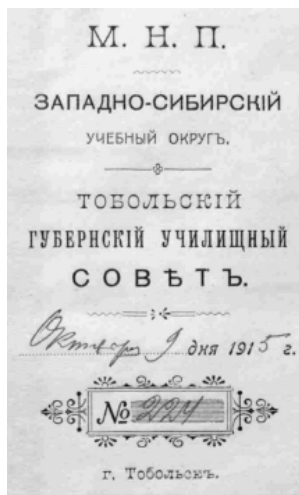 М. Н. П.
ЗАПАДНО-СИБИРСКІЙ
УЧЕБНЫЙ ОКРУГЪ.
ТОБОЛЬСКІЙ
ГУБЕРНСКІЙ УЧИЛИЩНЫЙ
СОВѢТЪ.
Октября 9 дня 1915 г.
№ 224
г. Тобольскъ.